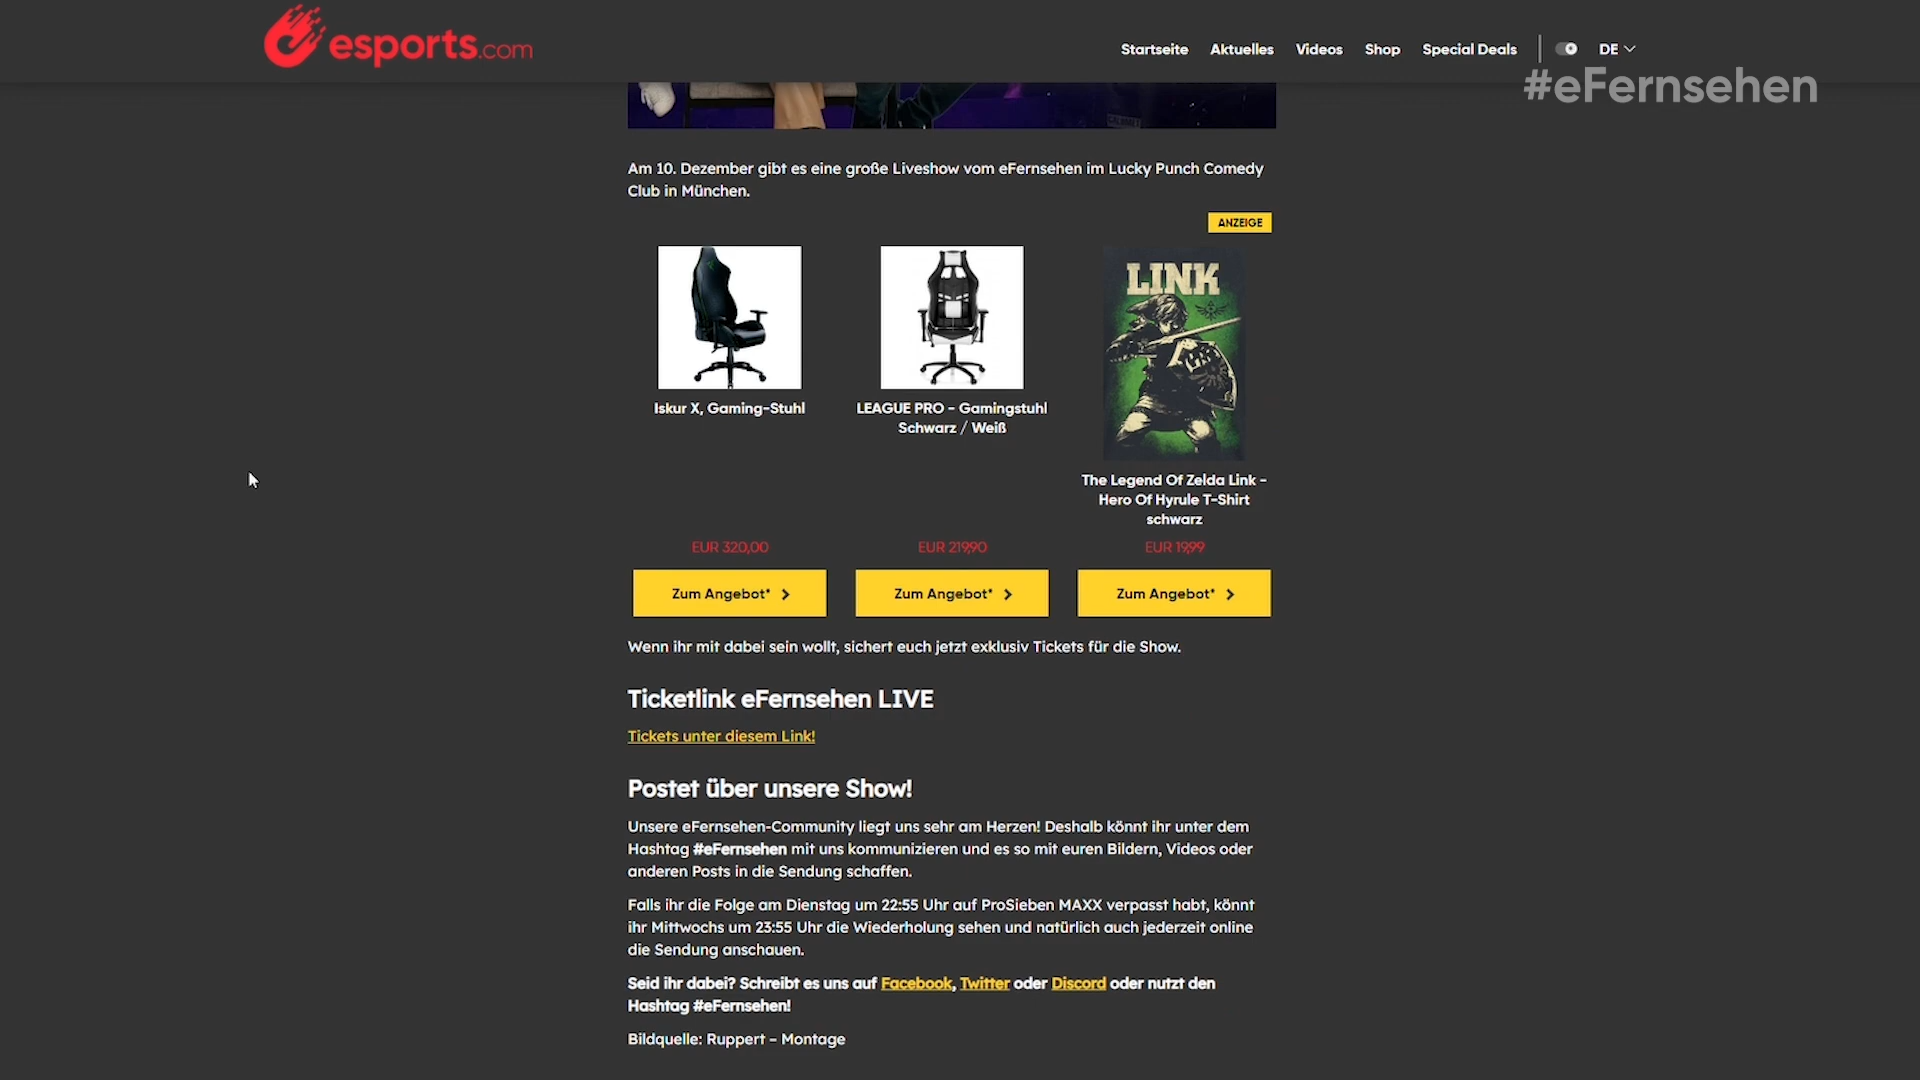 esports.com
Startseite Aktuelles Videos Shop Special Deals DE
#eFernsehen
Am 10. Dezember gibt es eine große Liveshow vom eFernsehen im Lucky Punch Comedy
Club in München.
ANZEIGE
LINK
Iskur X, Gaming-Stuhl
LEAGUE PRO - Gamingstuhl
Schwarz / Weiß
The Legend Of Zelda Link -
Hero Of Hyrule T-Shirt
schwarz
EUR 320,00
EUR 219,90
EUR 19,99
Zum Angebot*
Zum Angebot*
Zum Angebot*
Wenn ihr mit dabei sein wollt, sichert euch jetzt exklusiv Tickets für die Show.
Ticketlink eFernsehen LIVE
Tickets unter diesem Link!
Postet über unsere Show!
Unsere eFernsehen-Community liegt uns sehr am Herzen! Deshalb könnt ihr unter dem
Hashtag #eFernsehen mit uns kommunizieren und es so mit euren Bildern, Videos oder
anderen Posts in die Sendung schaffen.
Falls ihr die Folge am Dienstag um 22:55 Uhr auf ProSieben MAXX verpasst habt, könnt
ihr Mittwochs um 23:55 Uhr die Wiederholung sehen und natürlich auch jederzeit online
die Sendung anschauen.
Seid ihr dabei? Schreibt es uns auf Facebook, Twitter oder Discord oder nutzt den
Hashtag #eFernsehen!
Bildquelle: Ruppert – Montage